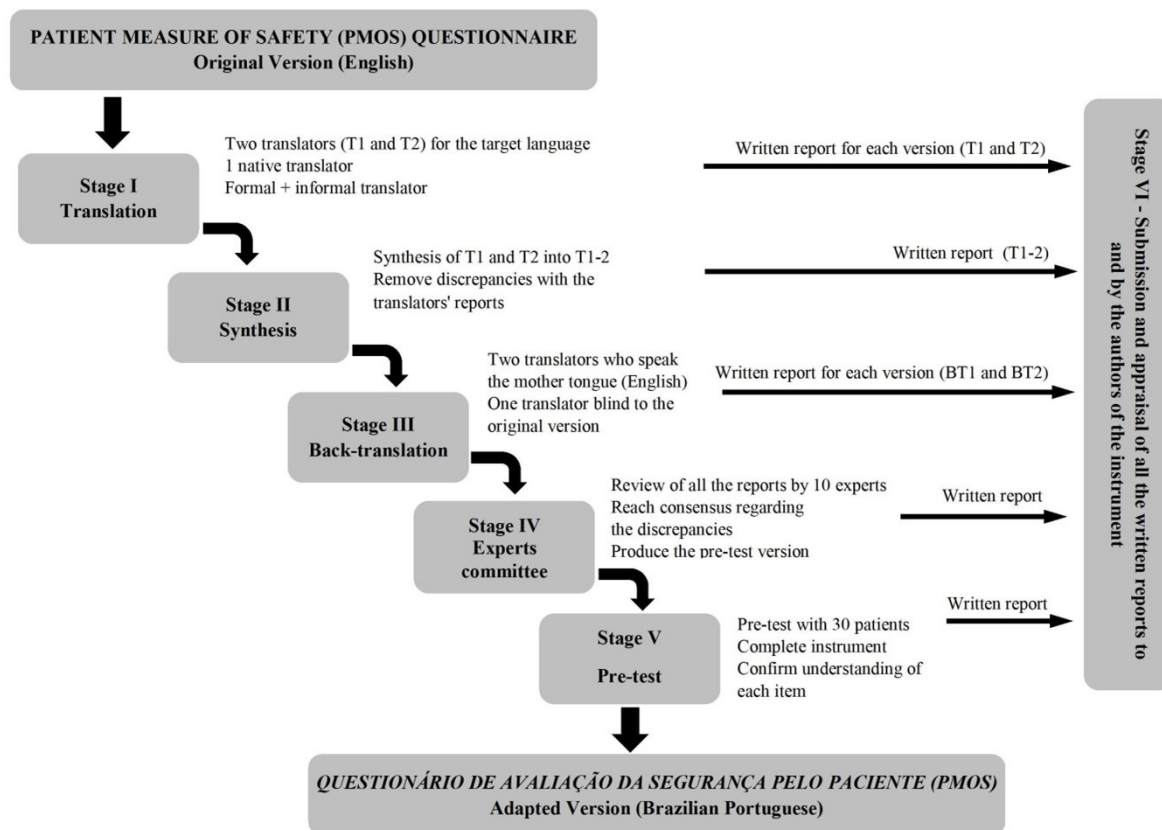 PATIENT MEASURE OF SAFETY (PMOS) QUESTIONNAIRE
Original Version (English)
Stage I
Translation
Two translators (T1 and T2) for the target language
1 native translator
Formal + informal translator
Written report for each version (T1 and T2)
Stage II
Synthesis
Synthesis of T1 and T2 into T1-2
Remove discrepancies with the
translators' reports
Written report (T1-2)
Stage III
Back-translation
Two translators who speak
the mother tongue (English)
One translator blind to the
original version
Written report for each version (BT1 and BT2)
Stage IV
Experts
committee
Review of all the reports by 10 experts
Reach consensus regarding
the discrepancies
Produce the pre-test version
Written report
Stage V
Pre-test
Pre-test with 30 patients
Complete instrument
Confirm understanding of
each item
Written report
Stage VI - Submission and appraisal of all the written reports to
and by the authors of the instrument
QUESTIONÁRIO DE AVALIAÇÃO DA SEGURANÇA PELO PACIENTE (PMOS)
Adapted Version (Brazilian Portuguese)